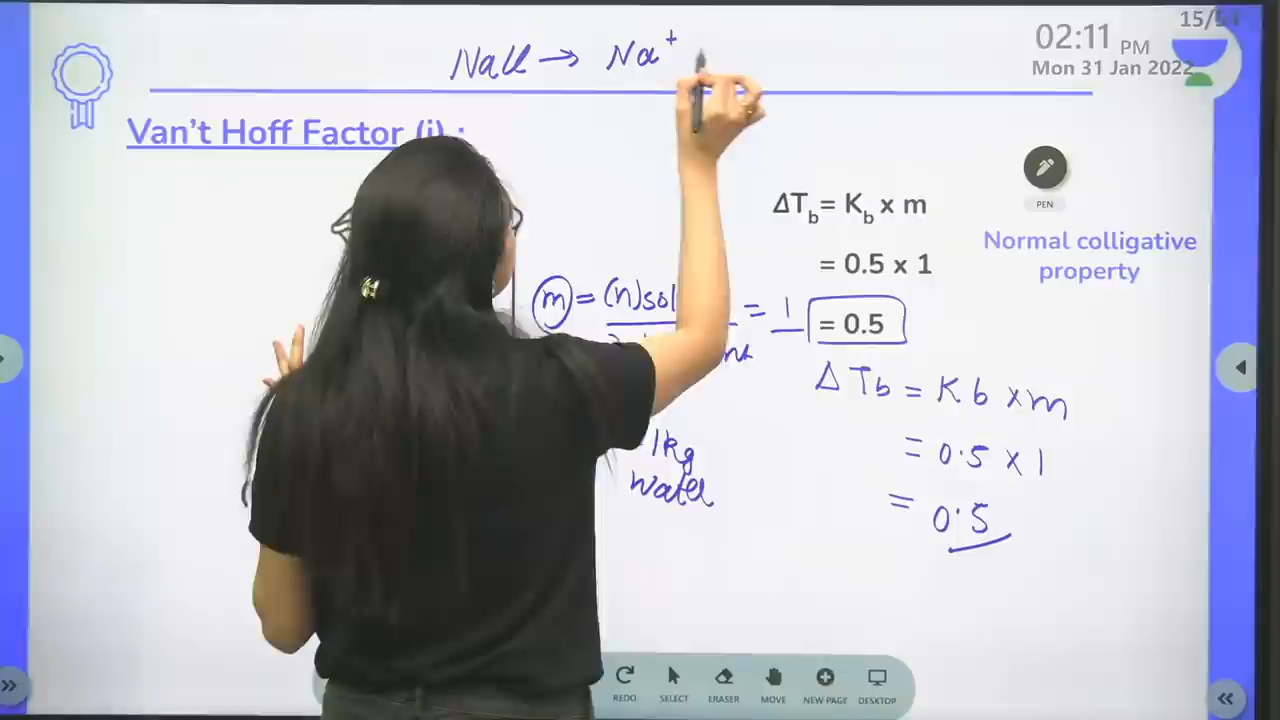 15/5
02:11 PM
Mon 31 Jan 2022
NaCl → Na+
Van't Hoff Factor (i) :
PEN
Normal colligative
property
ΔTb = Kb x m
= 0.5 x 1
= 0.5
m = (n)sol = 1
1kg
water
ΔTb = Kb × m
= 0.5 × 1
= 0.5
REDO SELECT ERASER MOVE NEW PAGE DESKTOP